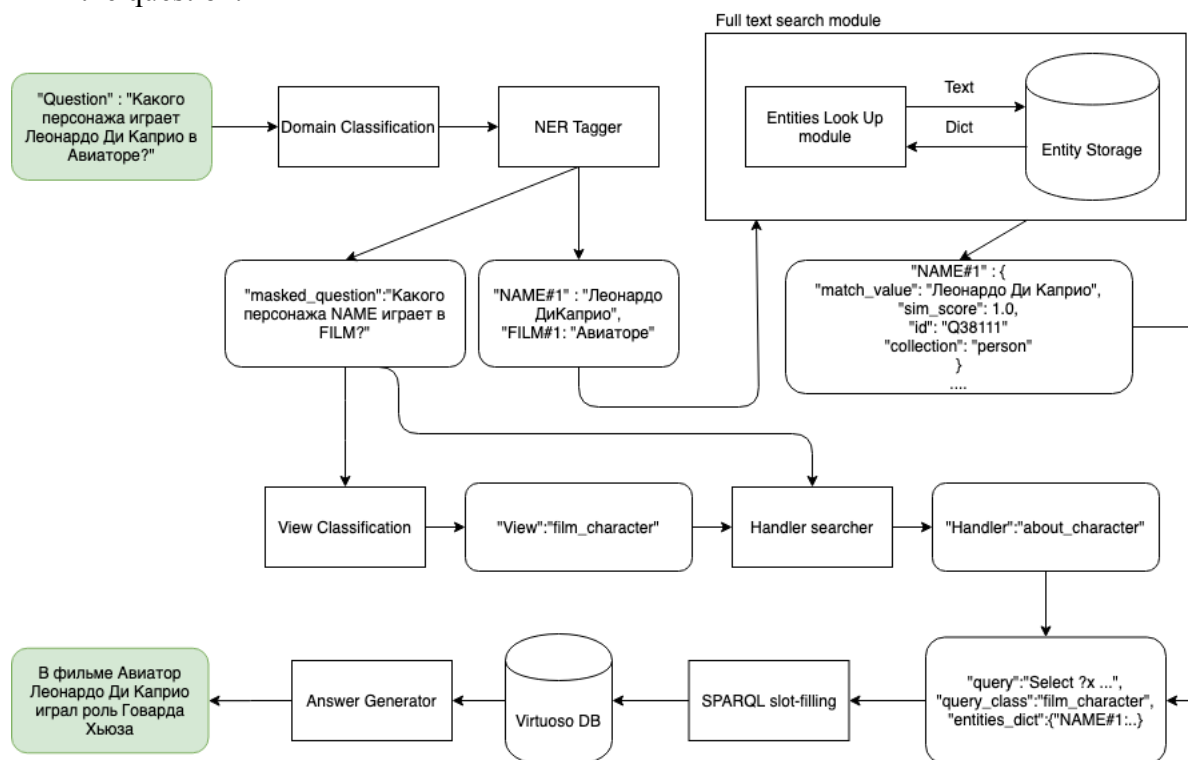 the question.
Full text search module
"Question" : "Какого
персонажа играет
Леонардо Ди Каприо в
Авиаторе?"
Domain Classification
NER Tagger
Entities Look Up
module
Text
Dict
Entity Storage
"masked_question":"Какого
персонажа NAME играет в
FILM?"
"NAME#1" : "Леонардо
ДиКаприо",
"FILM#1: "Авиаторе"
"NAME#1" : {
"match_value": "Леонардо Ди Каприо",
"sim_score": 1.0,
"id": "Q38111"
"collection": "person"
}
....
View Classification
"View":"film_character"
Handler searcher
"Handler":"about_character"
В фильме Авиатор
Леонардо Ди Каприо
играл роль Говарда
Хьюза
Answer Generator
Virtuoso DB
SPARQL slot-filling
"query":"Select ?x ...",
"query_class":"film_character",
"entities_dict":{"NAME#1:..}